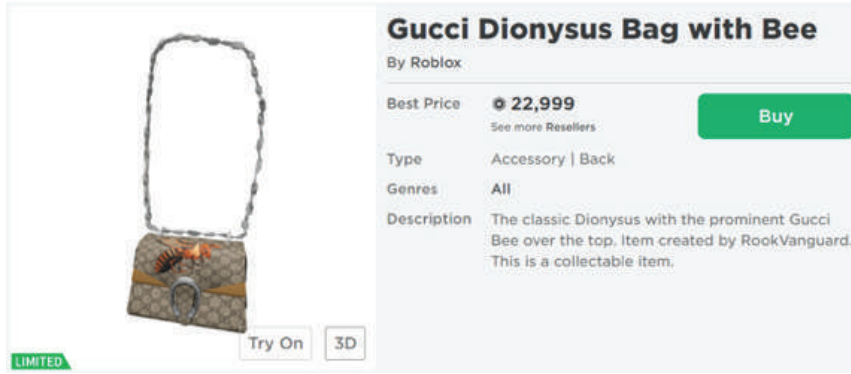 Gucci Dionysus Bag with Bee
By Roblox
Best Price
22,999
Buy
See more Resellers
Type
Accessory | Back
Genres
All
Description
The classic Dionysus with the prominent Gucci
Bee over the top. Item created by RookVanguard.
This is a collectable item.
Try On
3D
LIMITED